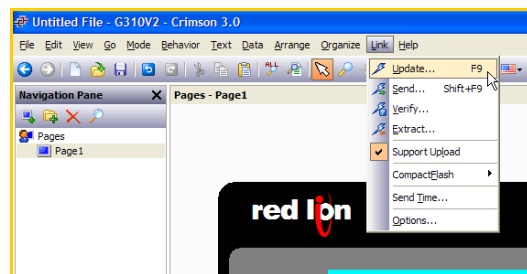 Untitled File - G310V2 - Crimson 3.0
File Edit View Go Mode Behavior Text Data Arrange Organize Link Help
Navigation Pane X
Pages - Page1
Pages
Page1
Update... F9
Send... Shift+F9
Verify...
Extract...
Support Upload
CompactFlash
Send Time...
Options...
red lion